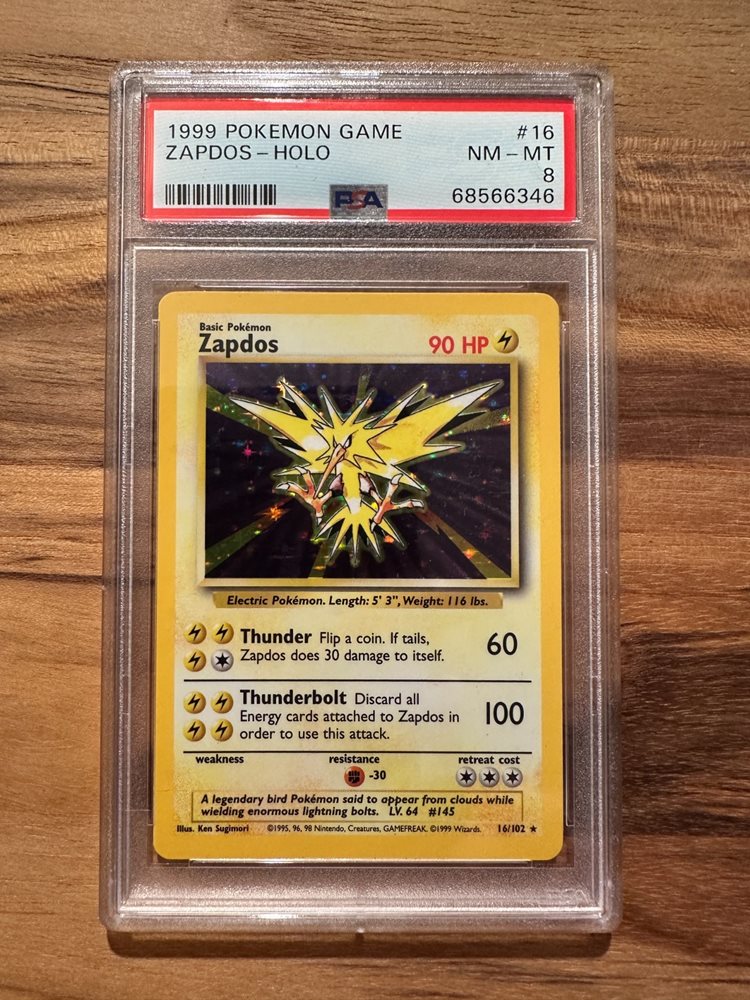 1999 POKEMON GAME #16
ZAPDOS - HOLO NM - MT
8
PSA 68566346
Basic Pokémon
Zapdos 90 HP
Electric Pokémon. Length: 5' 3", Weight: 116 lbs.
Thunder Flip a coin. If tails,
Zapdos does 30 damage to itself. 60
Thunderbolt Discard all
Energy cards attached to Zapdos in 100
order to use this attack.
weakness resistance retreat cost
-30
A legendary bird Pokémon said to appear from clouds while
wielding enormous lightning bolts. LV. 64 #145
Illus. Ken Sugimori ©1995, 96, 98 Nintendo, Creatures, GAMEFREAK. ©1999 Wizards. 16/102 ★